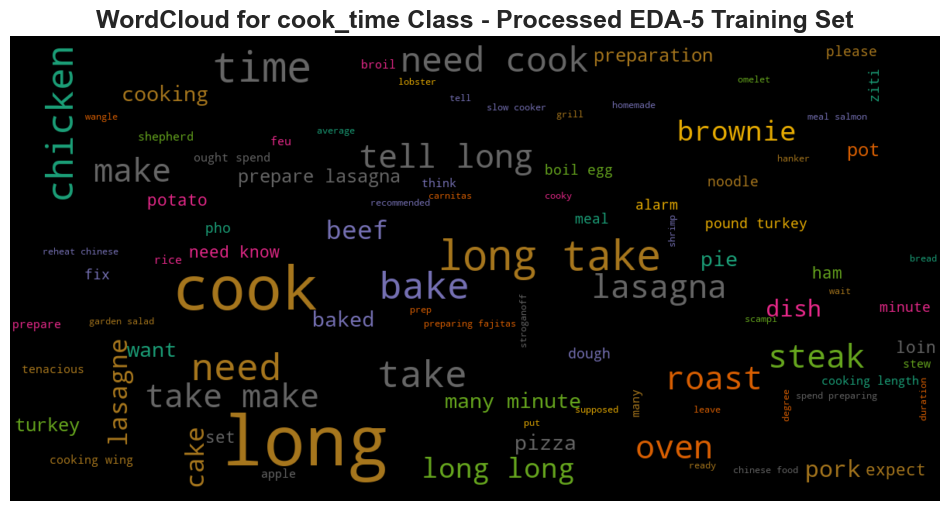 WordCloud for cook_time Class - Processed EDA-5 Training Set
chicken
time
broil
need cook
preparation
please
lobster
omelet
ziti
cooking
tell
slow cooker
homemade
grill
meal salmon
wangle
shepherd
average
feu
brownie
pot
make
ought spend
tell long
boil egg
hanker
prepare lasagna
think
noodle
potato
recommended
carnitas
cooky
alarm
pho
beef
meal
shrimp
pound turkey
reheat chinese
rice
need know
long take
pie
bread
fix
cook
bake
lasagna
ham
wait
prepare
garden salad
baked
prep
preparing fajitas
stroganoff
dish
scampi
minute
want
lasagne
need
take
dough
steak
loin
stew
tenacious
take make
many minute
supposed
many
roast
leave
degree
cooking length
spend preparing
duration
turkey
cake
set
long
put
pizza
oven
cooking wing
apple
long long
ready
chinese food
pork
expect